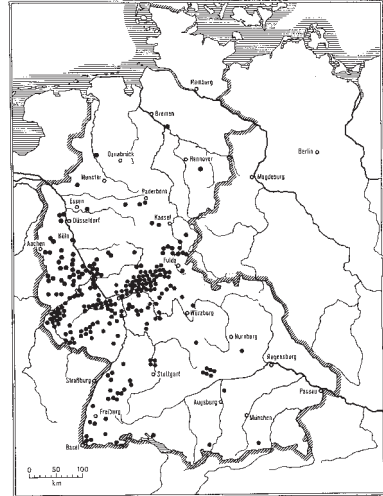 Hamburg
Bremen
Berlin
Osnabrück
Hannover
Münster
Magdeburg
Paderborn
Essen
Düsseldorf
Kassel
Köln
Aachen
Fulda
Würzburg
Nürnberg
Regensburg
Straßburg
Stuttgart
Passau
Augsburg
Freiburg
München
Basel
0 50 100
km